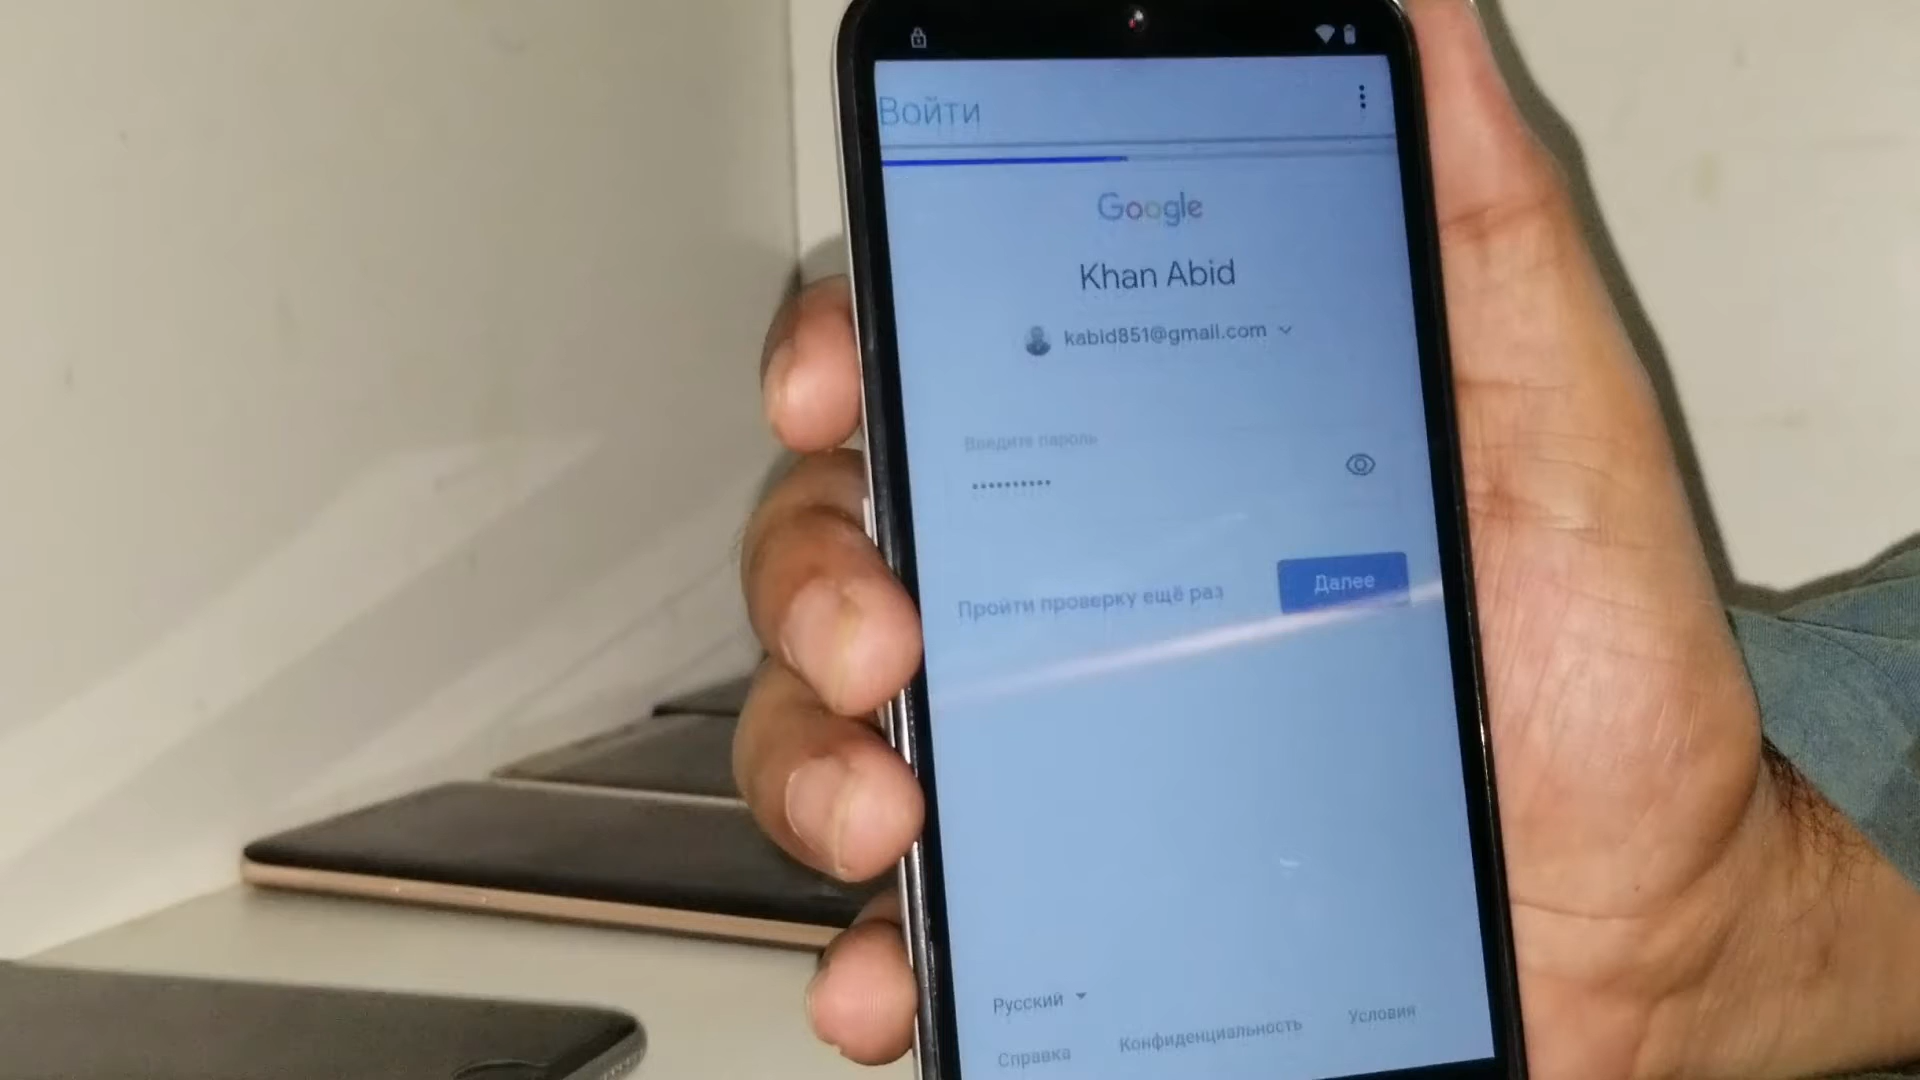 Войти
Google
Khan Abid
kabid851@gmail.com
Введите пароль
Пройти проверку ещё раз
Далее
Русский
Справка Конфиденциальность Условия